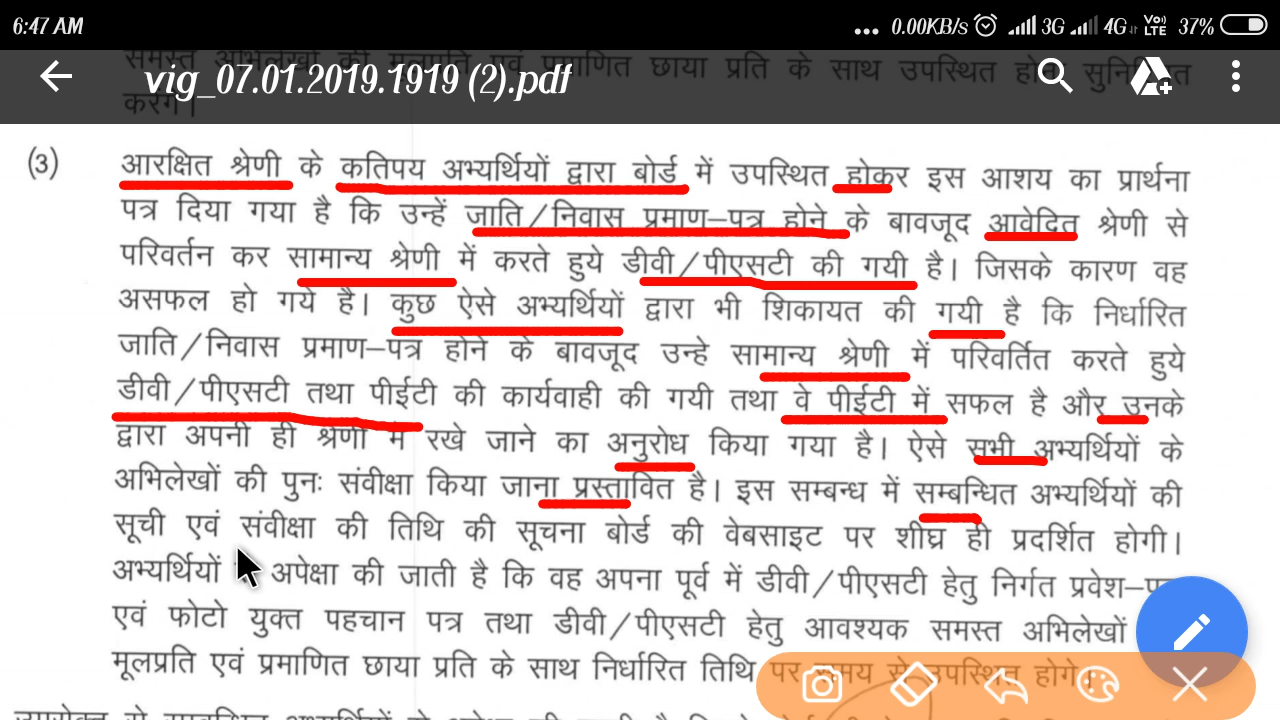 6:47 AM
... 0.00KB/s 3G 4G Vo)) LTE 37%
प्रति के साथ उपस्थित
vig_07.01.2019.1919 (2).pdf
करेंगे।
(3) आरक्षित श्रेणी के कतिपय अभ्यर्थियों द्वारा बोर्ड में उपस्थित होकर इस आशय का प्रार्थना
पत्र दिया गया है कि उन्हें जाति/निवास प्रमाण–पत्र होने के बावजूद आवेदित श्रेणी से
परिवर्तन कर सामान्य श्रेणी में करते हुये डीवी/पीएसटी की गयी है। जिसके कारण वह
असफल हो गये है। कुछ ऐसे अभ्यर्थियों द्वारा भी शिकायत की गयी है कि निर्धारित
जाति/निवास प्रमाण–पत्र होने के बावजूद उन्हे सामान्य श्रेणी में परिवर्तित करते हुये
डीवी/पीएसटी तथा पीईटी की कार्यवाही की गयी तथा वे पीईटी में सफल है और उनके
द्वारा अपनी ही श्रेणी में रखे जाने का अनुरोध किया गया है। ऐसे सभी अभ्यर्थियों के
अभिलेखों की पुनः संवीक्षा किया जाना प्रस्तावित है। इस सम्बन्ध में सम्बन्धित अभ्यर्थियों की
सूची एवं संवीक्षा की तिथि की सूचना बोर्ड की वेबसाइट पर शीघ्र ही प्रदर्शित होगी।
अभ्यर्थियों अपेक्षा की जाती है कि वह अपना पूर्व में डीवी/पीएसटी हेतु निर्गत प्रवेश–
एवं फोटो युक्त पहचान पत्र तथा डीवी/पीएसटी हेतु आवश्यक समस्त अभिलेखों
मूलप्रति एवं प्रमाणित छाया प्रति के साथ निर्धारित तिथि पर समय से उपस्थित होगे।